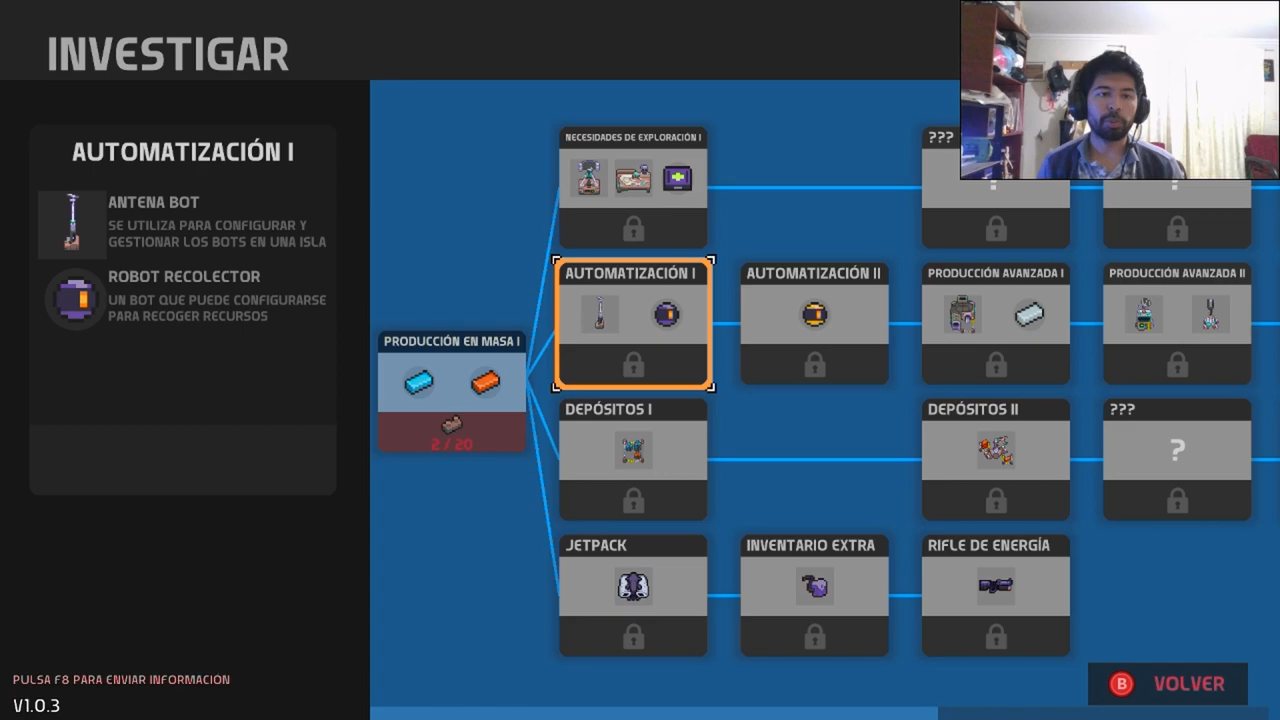 INVESTIGAR
AUTOMATIZACIÓN I
ANTENA BOT
SE UTILIZA PARA CONFIGURAR Y
GESTIONAR LOS BOTS EN UNA ISLA
ROBOT RECOLECTOR
UN BOT QUE PUEDE CONFIGURARSE
PARA RECOGER RECURSOS
PULSA F8 PARA ENVIAR INFORMACION
V1.0.3
PRODUCCIÓN EN MASA I
2 / 20
NECESIDADES DE EXPLORACIÓN I
???
?
?
AUTOMATIZACIÓN I
AUTOMATIZACIÓN II
PRODUCCIÓN AVANZADA I
PRODUCCIÓN AVANZADA II
DEPÓSITOS I
DEPÓSITOS II
???
?
JETPACK
INVENTARIO EXTRA
RIFLE DE ENERGÍA
B VOLVER